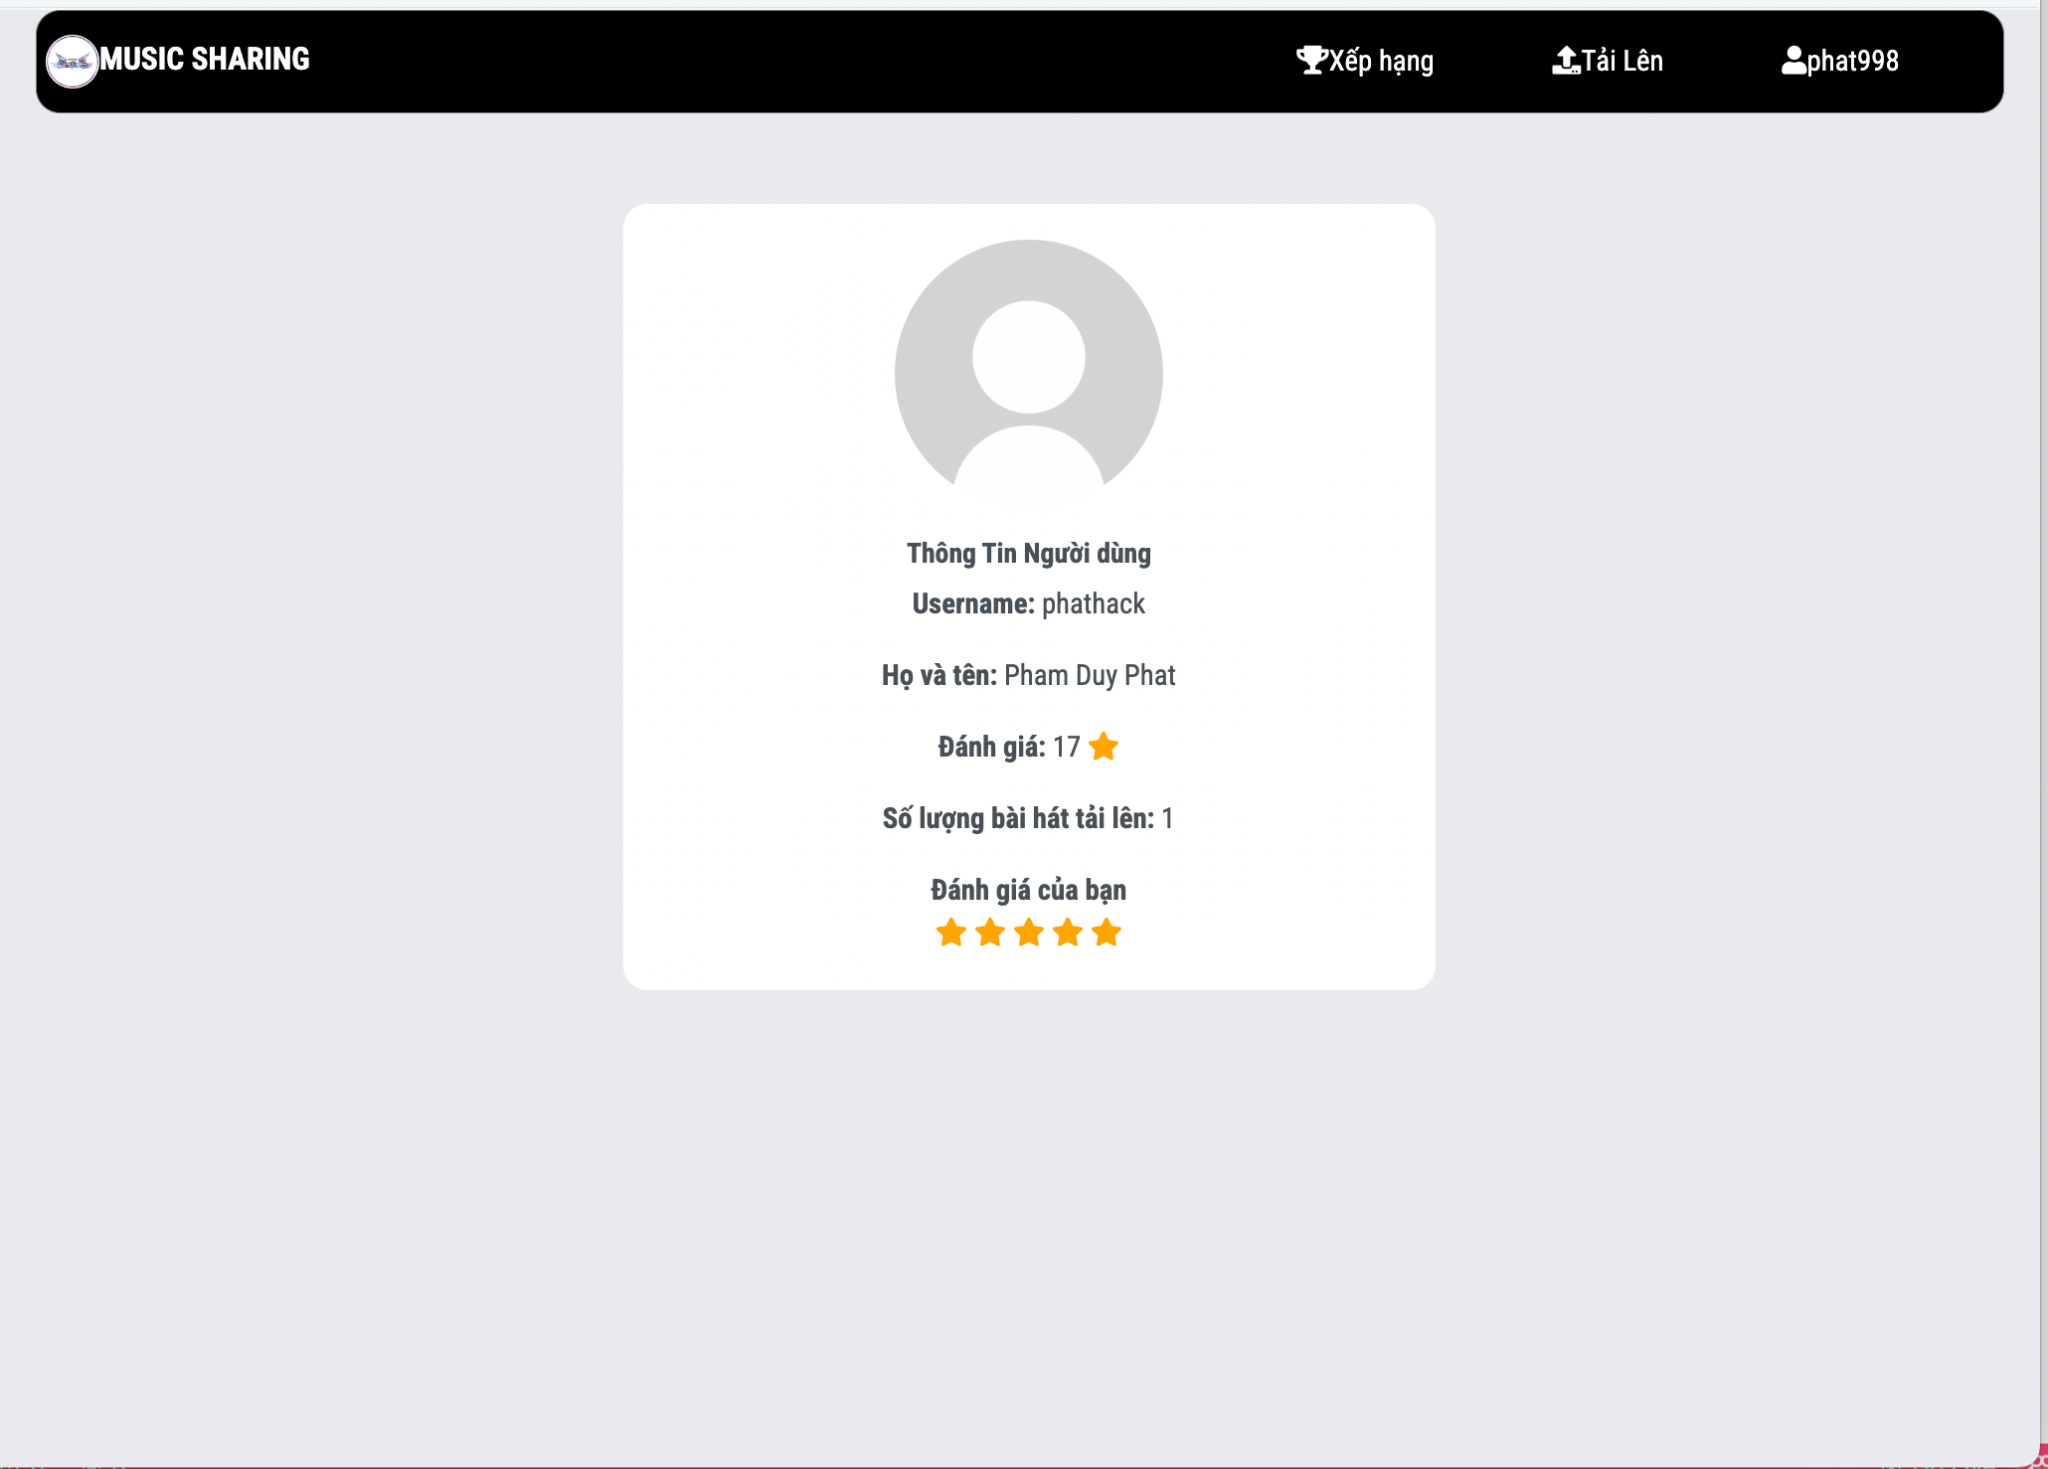 MUSIC SHARING
Xếp hạng
Tải Lên
phat998
Thông Tin Người dùng
Username: phathack
Họ và tên: Pham Duy Phat
Đánh giá: 17
Số lượng bài hát tải lên: 1
Đánh giá của bạn